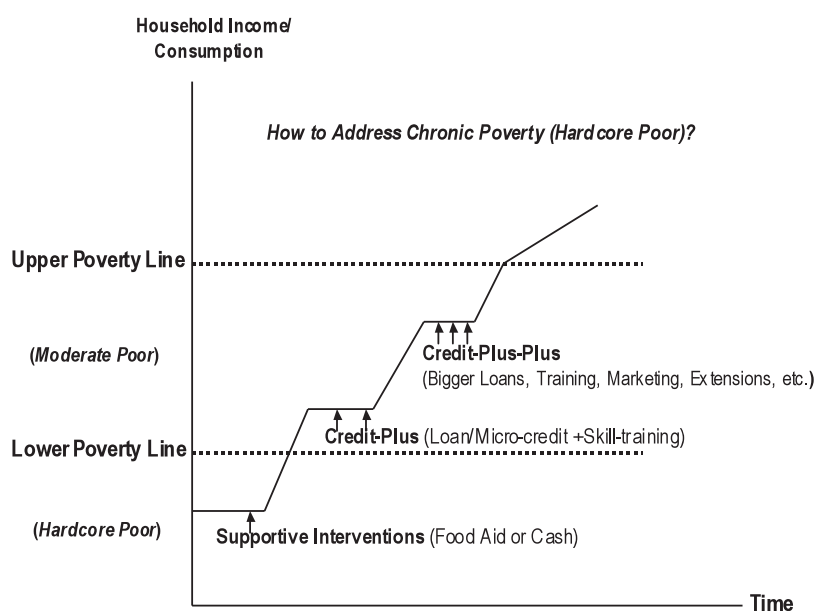 Household Income/
Consumption
How to Address Chronic Poverty (Hardcore Poor)?
Upper Poverty Line
(Moderate Poor)
Credit-Plus-Plus
(Bigger Loans, Training, Marketing, Extensions, etc.)
Credit-Plus (Loan/Micro-credit +Skill-training)
Lower Poverty Line
(Hardcore Poor)
Supportive Interventions (Food Aid or Cash)
Time